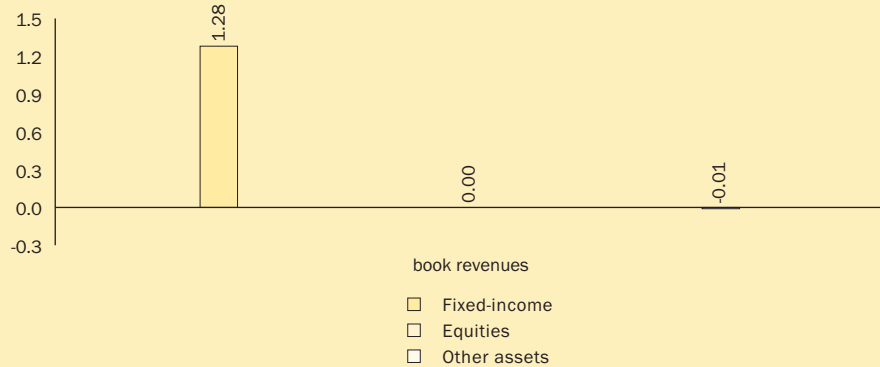 1.5
1.28
1.2
0.9
0.6
0.3
0.00
-0.01
0.0
-0.3
book revenues
Fixed-income
Equities
Other assets